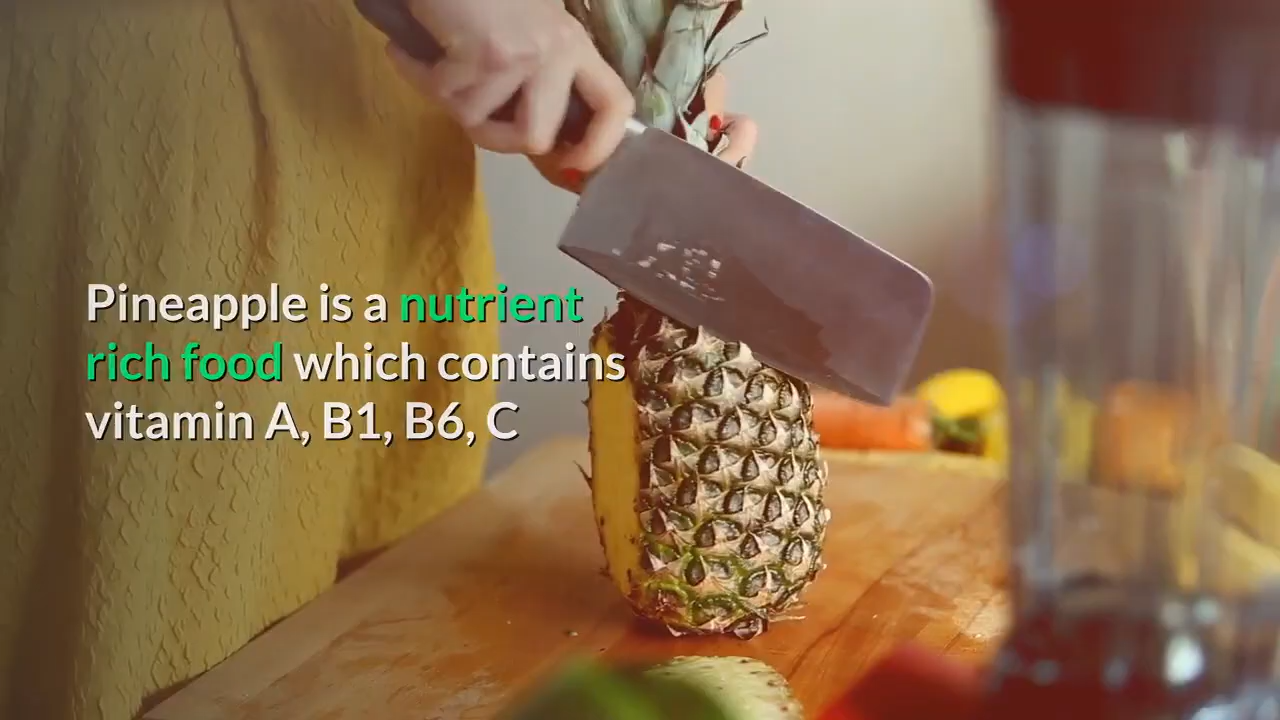 Pineapple is a nutrient
rich food which contains
vitamin A, B1, B6, C